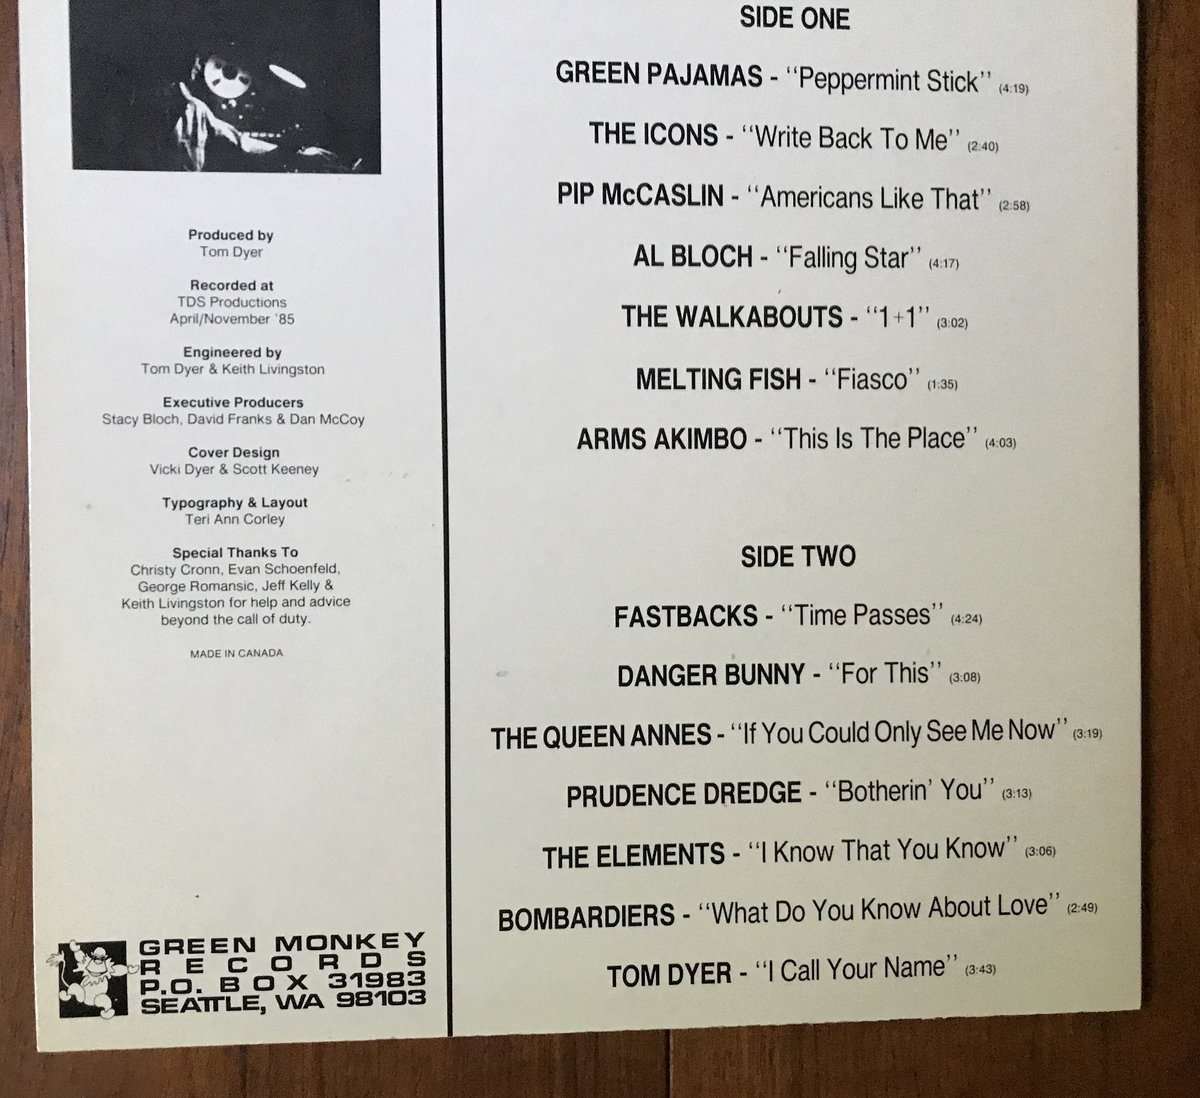 Produced by
Tom Dyer
Recorded at
TDS Productions
April/November '85
Engineered by
Tom Dyer & Keith Livingston
Executive Producers
Stacy Bloch, David Franks & Dan McCoy
Cover Design
Vicki Dyer & Scott Keeney
Typography & Layout
Teri Ann Corley
Special Thanks To
Christy Cronn, Evan Schoenfeld,
George Romansic, Jeff Kelly &
Keith Livingston for help and advice
beyond the call of duty.
MADE IN CANADA
GREEN MONKEY
RECORDS
P.O. BOX 31983
SEATTLE, WA 98103
SIDE ONE
GREEN PAJAMAS - "Peppermint Stick" (4:19)
THE ICONS - "Write Back To Me" (2:40)
PIP McCASLIN - "Americans Like That" (2:58)
AL BLOCH - "Falling Star" (4:17)
THE WALKABOUTS - "1+1" (3:02)
MELTING FISH - "Fiasco" (1:35)
ARMS AKIMBO - "This Is The Place" (4:03)
SIDE TWO
FASTBACKS - "Time Passes" (4:24)
DANGER BUNNY - "For This" (3:08)
THE QUEEN ANNES - "If You Could Only See Me Now" (3:19)
PRUDENCE DREDGE - "Botherin' You" (3:13)
THE ELEMENTS - "I Know That You Know" (3:06)
BOMBARDIERS - "What Do You Know About Love" (2:49)
TOM DYER - "I Call Your Name" (3:43)